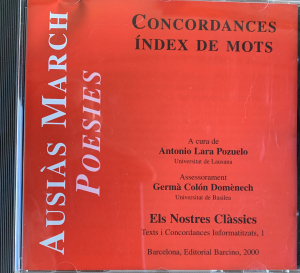 AUSIÀS MARCH
POESIES
CONCORDANCES
ÍNDEX DE MOTS
A cura de
Antonio Lara Pozuelo
Universitat de Lausana
Assessorament
Germà Colón Domènech
Universitat de Basilea
Els Nostres Clàssics
Texts i Concordances Informatitzats, 1
Barcelona, Editorial Barcino, 2000